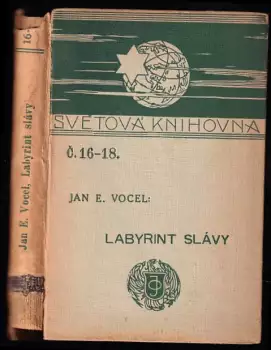 16-
Jan E. Vocel, Labyrint slávy
SVĚTOVÁ KNIHOVNA
Č. 16-18.
JAN E. VOCEL:
LABYRINT SLÁVY